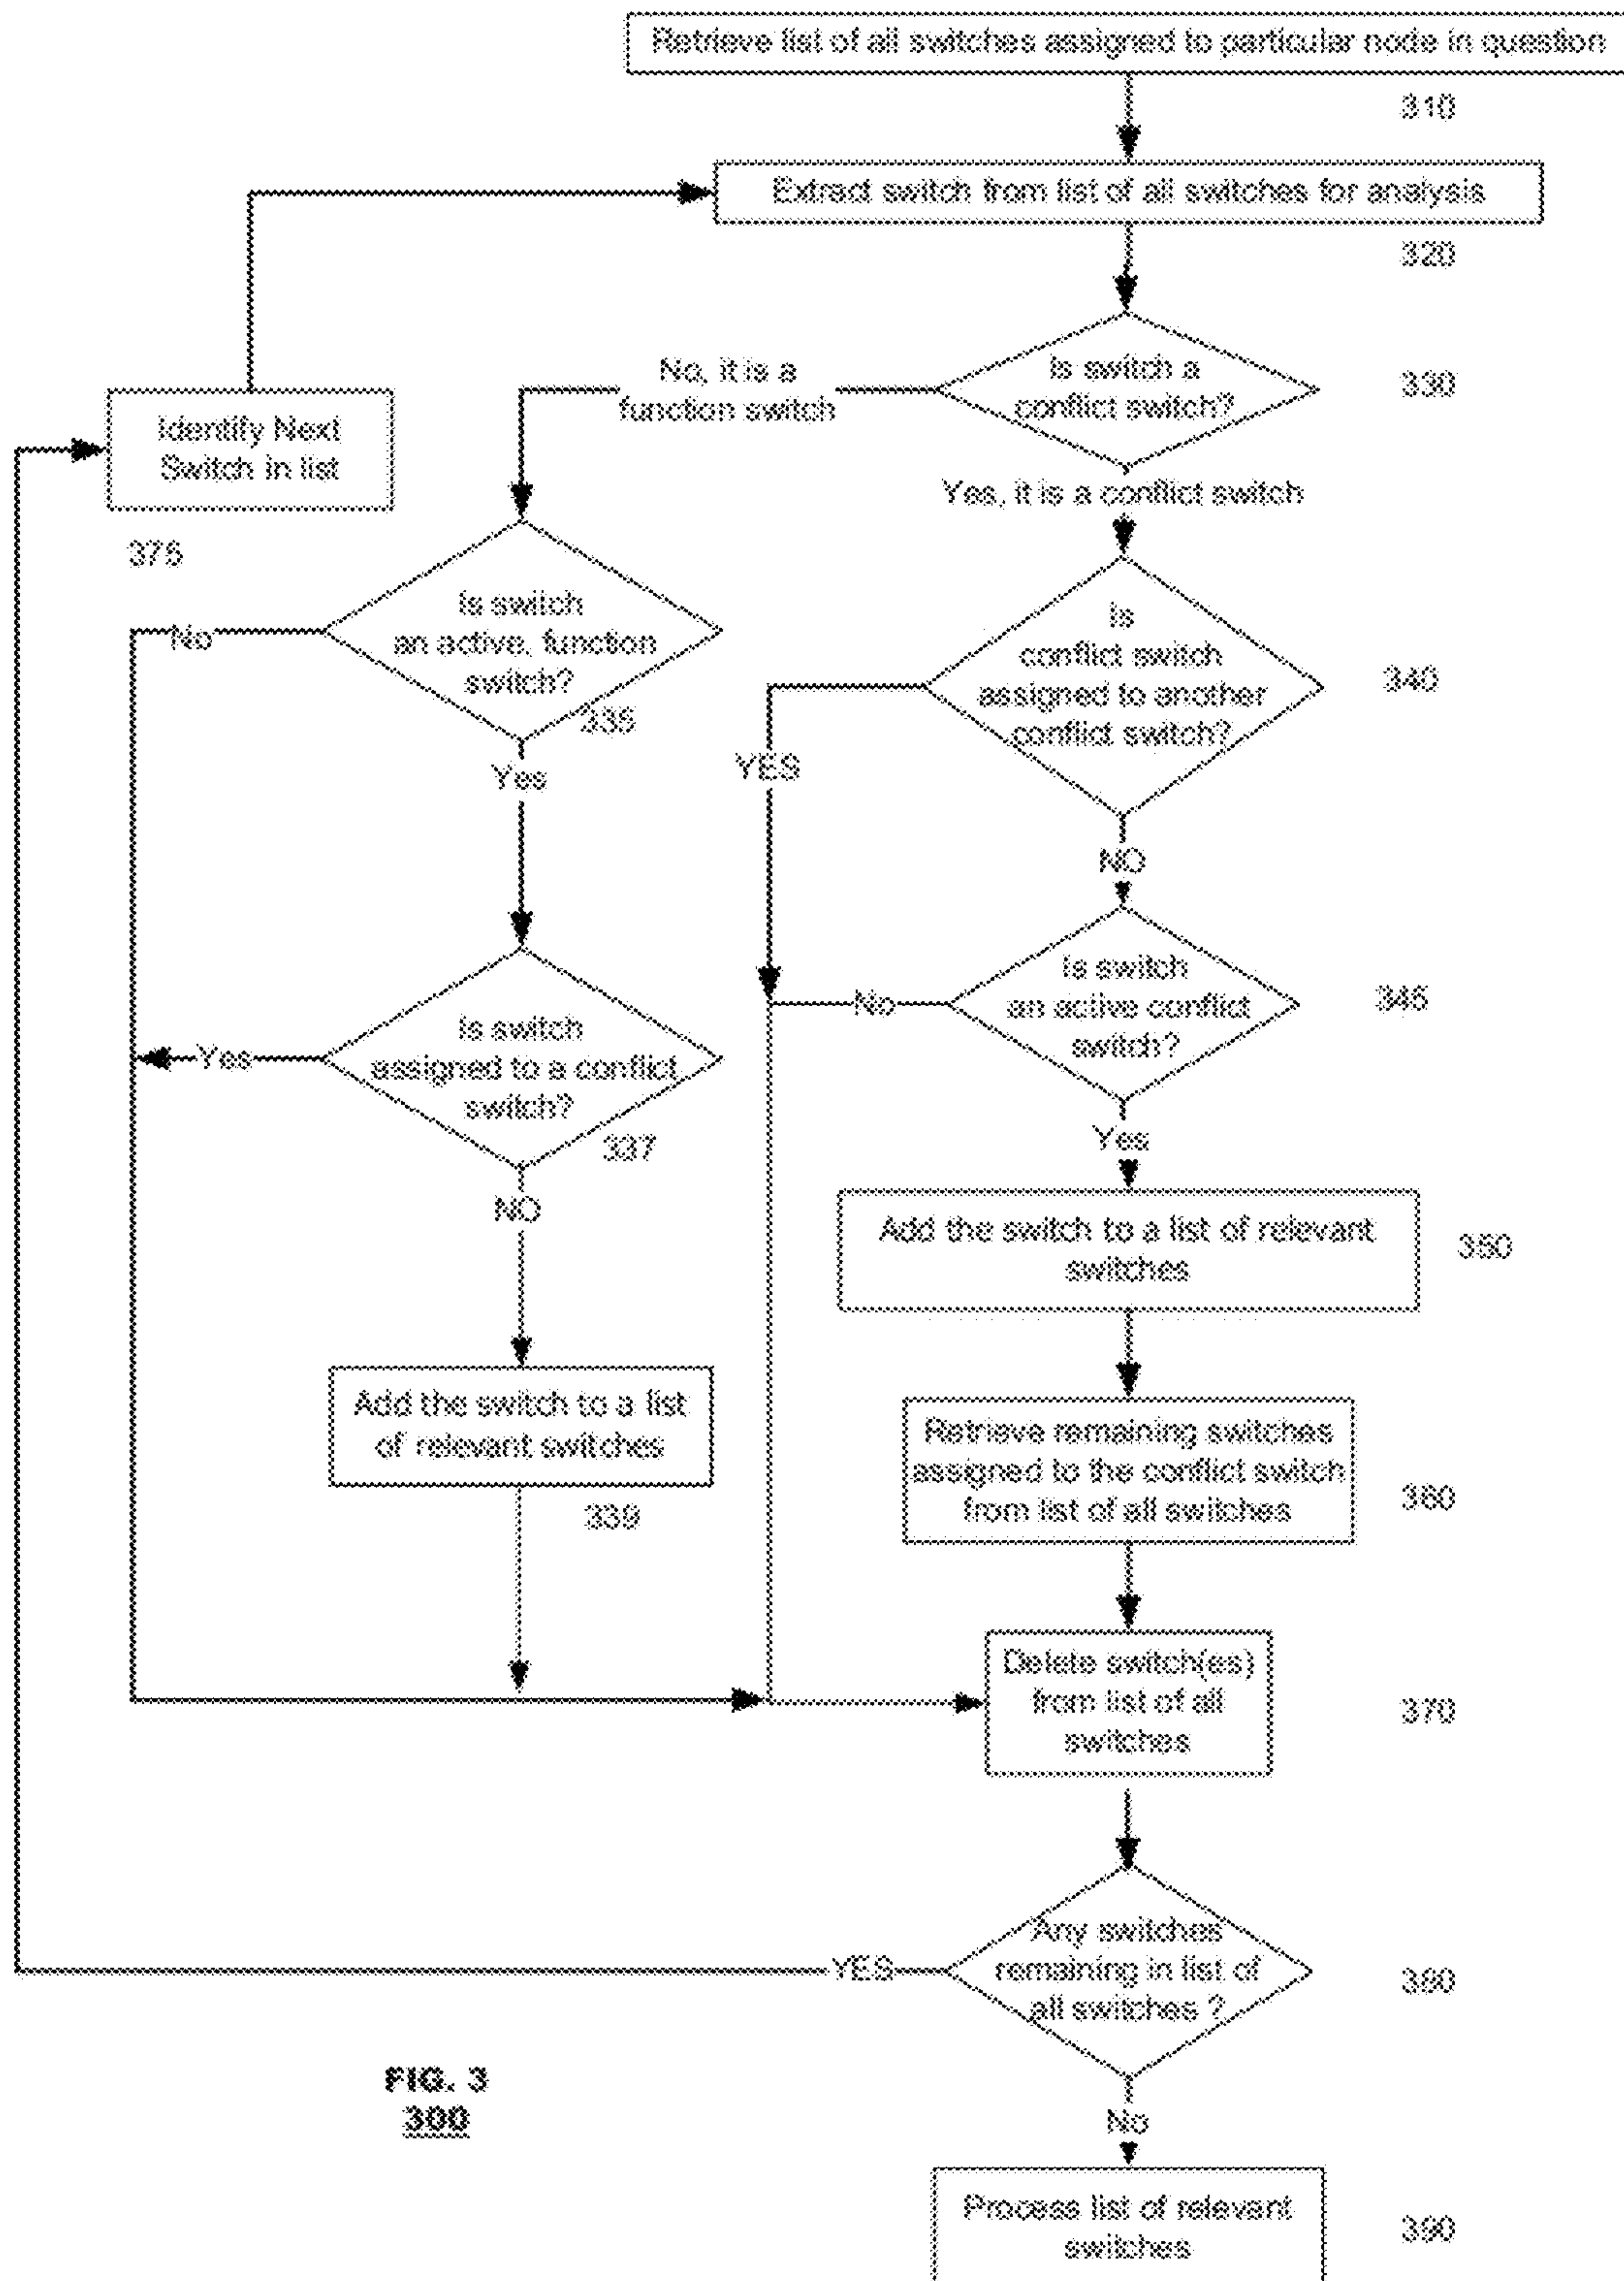 Retrieve list of all switches assigned to particular node in question
310
Extract switch from list of all switches for analysis
320
Is switch a
conflict switch?
330
No, it is a
function switch
Yes, it is a conflict switch
Identify Next
Switch in list
375
Is switch
an active, function
switch?
335
No
Yes
Is
conflict switch
assigned to another
conflict switch?
340
YES
NO
Is switch
an active conflict
switch?
345
No
Yes
Is switch
assigned to a conflict
switch?
337
Yes
NO
Add the switch to a list of relevant
switches
350
Add the switch to a list
of relevant switches
339
Retrieve remaining switches
assigned to the conflict switch
from list of all switches
360
Delete switch(es)
from list of all
switches
370
Any switches
remaining in list of
all switches ?
380
YES
No
FIG. 3
300
Process list of relevant
switches
390